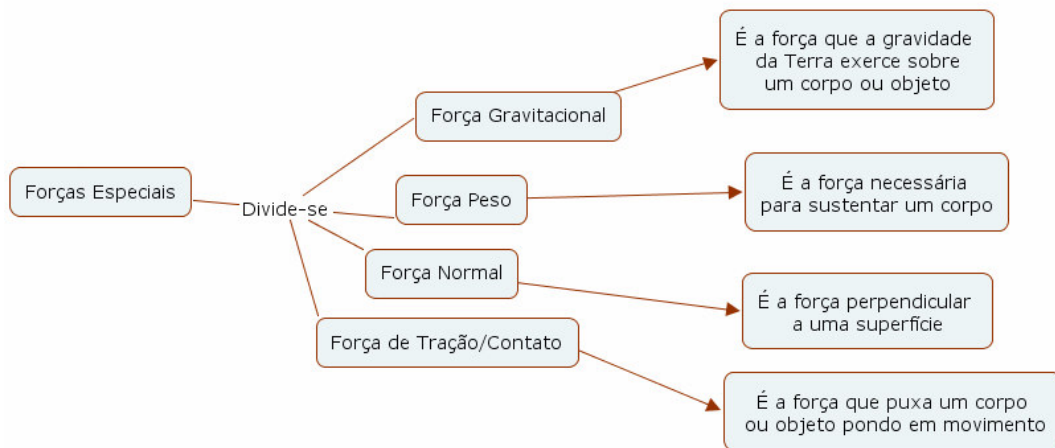 Forças Especiais
Divide-se
Força Gravitacional
É a força que a gravidade
da Terra exerce sobre
um corpo ou objeto
Força Peso
É a força necessária
para sustentar um corpo
Força Normal
É a força perpendicular
a uma superfície
Força de Tração/Contato
É a força que puxa um corpo
ou objeto pondo em movimento